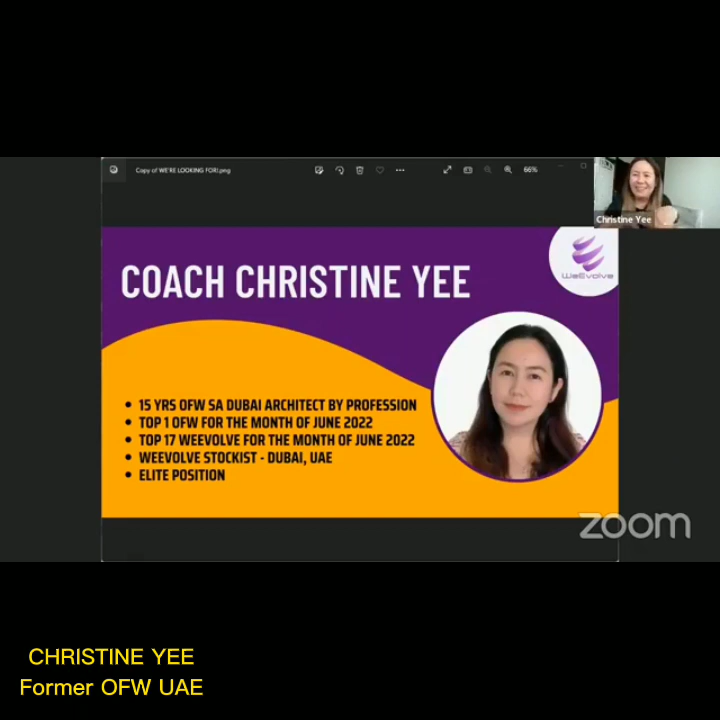 Copy of WE'RE LOOKING FOR!.png
66%
Christine Yee
WeEvolve
COACH CHRISTINE YEE
• 15 YRS OFW SA DUBAI ARCHITECT BY PROFESSION
• TOP 1 OFW FOR THE MONTH OF JUNE 2022
• TOP 17 WEEVOLVE FOR THE MONTH OF JUNE 2022
• WEEVOLVE STOCKIST - DUBAI, UAE
• ELITE POSITION
zoom
CHRISTINE YEE
Former OFW UAE